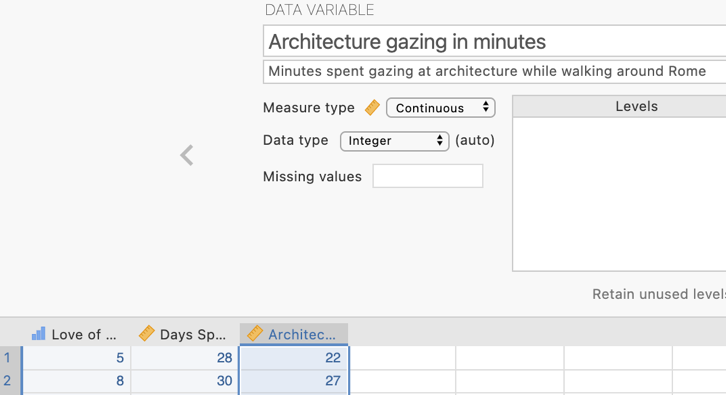 DATA VARIABLE
Architecture gazing in minutes
Minutes spent gazing at architecture while walking around Rome
Measure type Continuous Levels
Data type Integer (auto)
Missing values
Retain unused levels
Love of ... Days Sp... Architec...
1 5 28 22
2 8 30 27